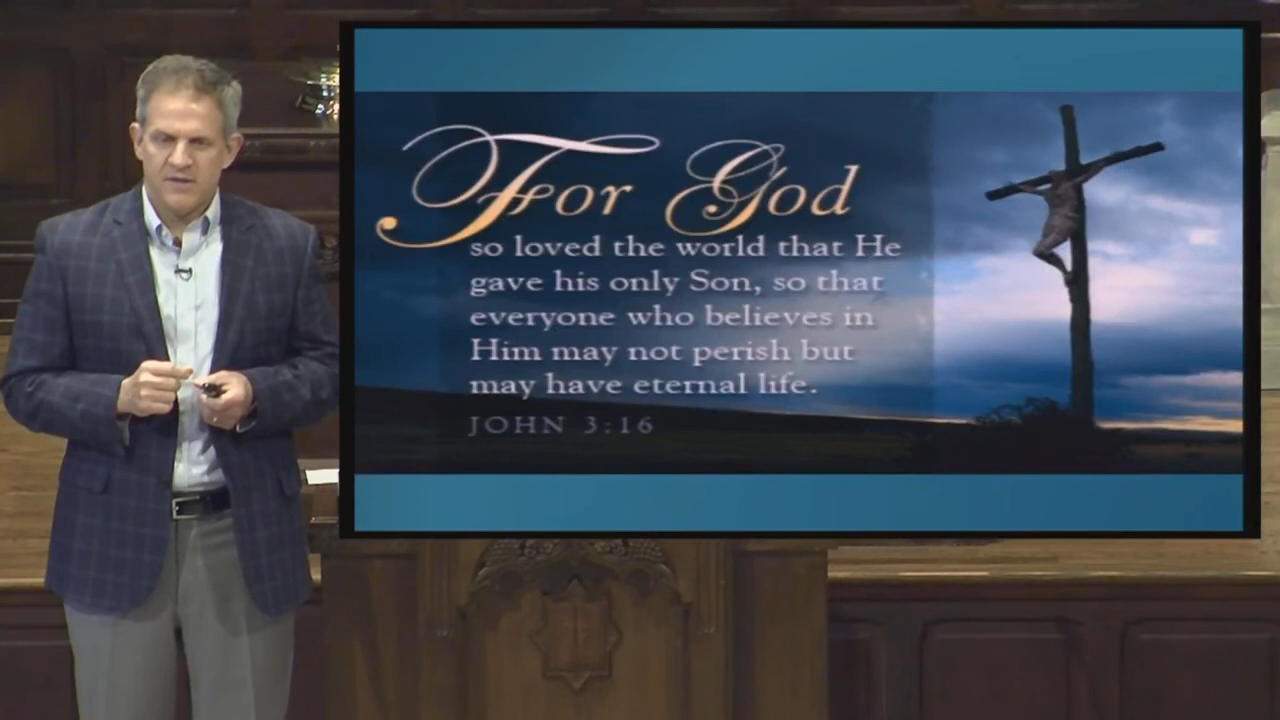 For God
so loved the world that He
gave his only Son, so that
everyone who believes in
Him may not perish but
may have eternal life.
JOHN 3:16